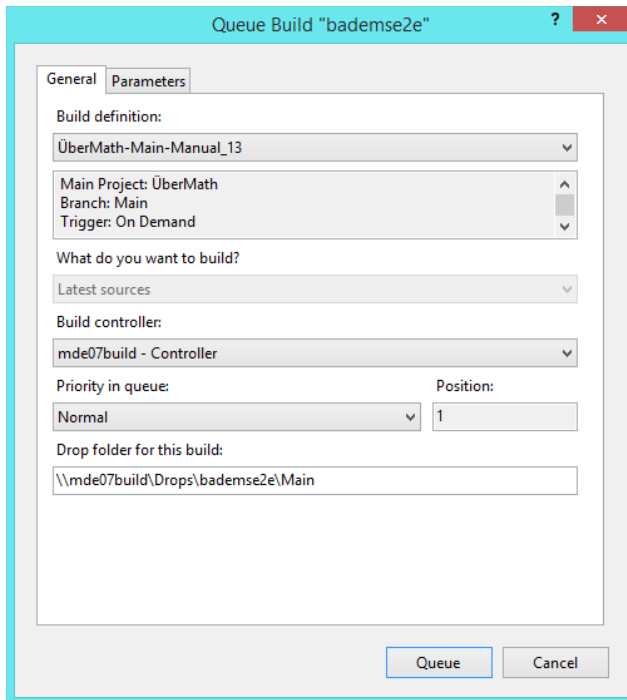 Queue Build "bademse2e"
?
General
Parameters
Build definition:
ÜberMath-Main-Manual_13
Main Project: ÜberMath
Branch: Main
Trigger: On Demand
What do you want to build?
Latest sources
Build controller:
mde07build - Controller
Priority in queue:
Position:
Normal
1
Drop folder for this build:
\\mde07build\Drops\bademse2e\Main
Queue
Cancel